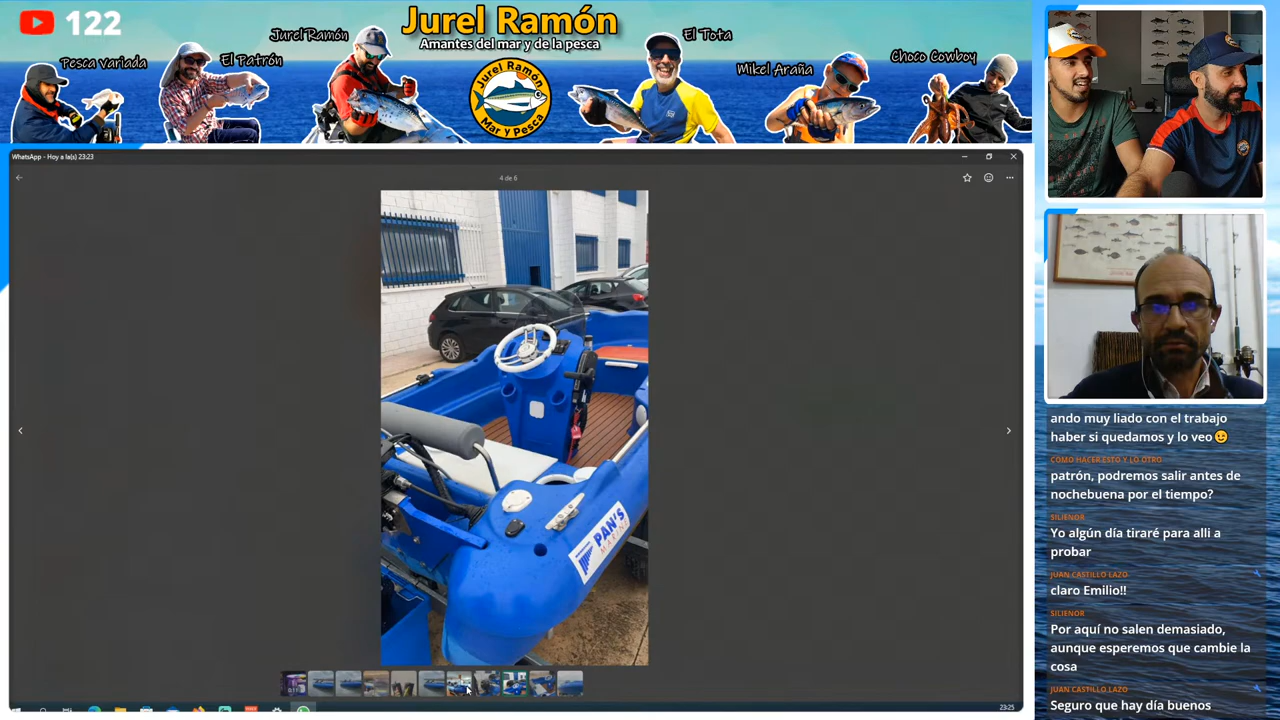 122
Pesca Variada
El Patrón
Jurel Ramón
Jurel Ramón
Amantes del mar y de la pesca
Jurel Ramón
Mar y Pesca
El Tota
Mikel Araña
Choco Cowboy
WhatsApp - Hoy a la(s) 23:23
4 de 6
PAN'S
23:25
ando muy liado con el trabajo
haber si quedamos y lo veo
COMO HACER ESTO Y LO OTRO
patrón, podremos salir antes de
nochebuena por el tiempo?
SILIENOR
Yo algún día tiraré para alli a
probar
JUAN CASTILLO LAZO
claro Emilio!!
SILIENOR
Por aquí no salen demasiado,
aunque esperemos que cambie la
cosa
JUAN CASTILLO LAZO
Seguro que hay día buenos